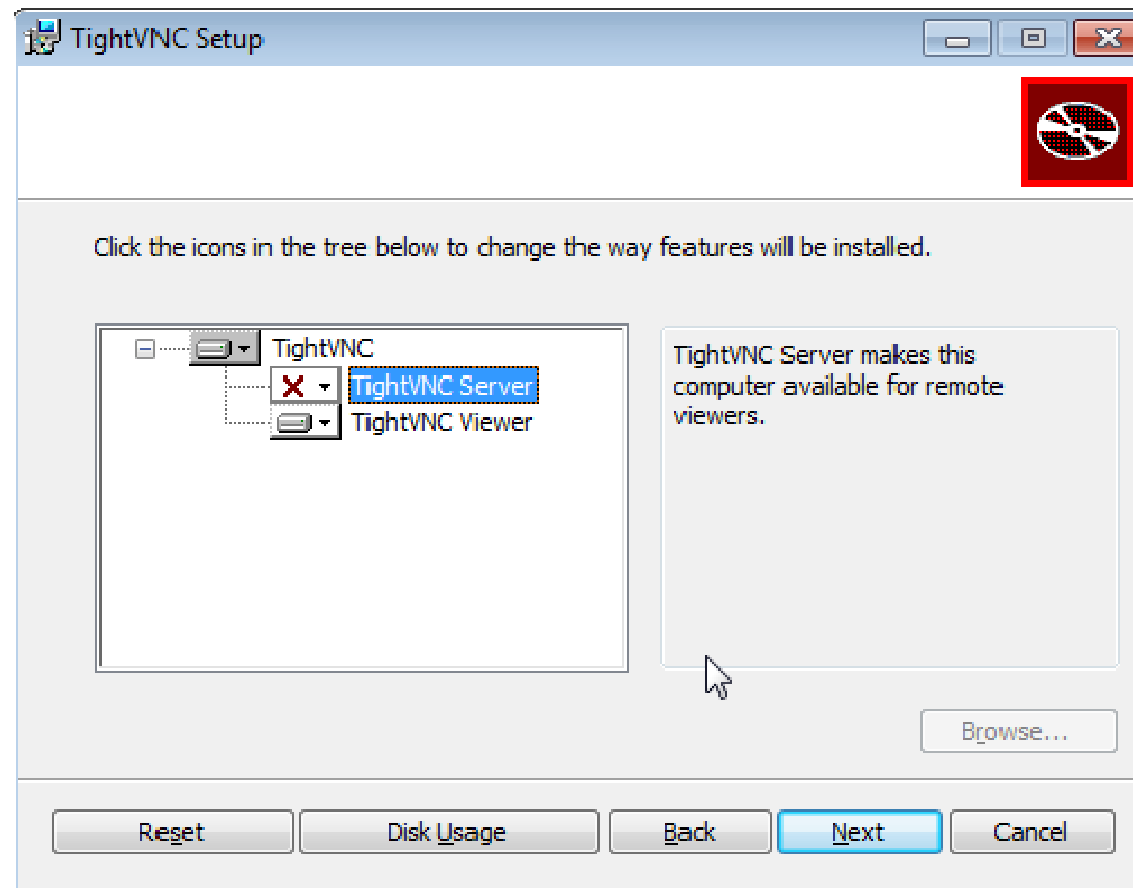 TightVNC Setup
Click the icons in the tree below to change the way features will be installed.
TightVNC
TightVNC Server
TightVNC Viewer
TightVNC Server makes this
computer available for remote
viewers.
Browse...
Reset
Disk Usage
Back
Next
Cancel